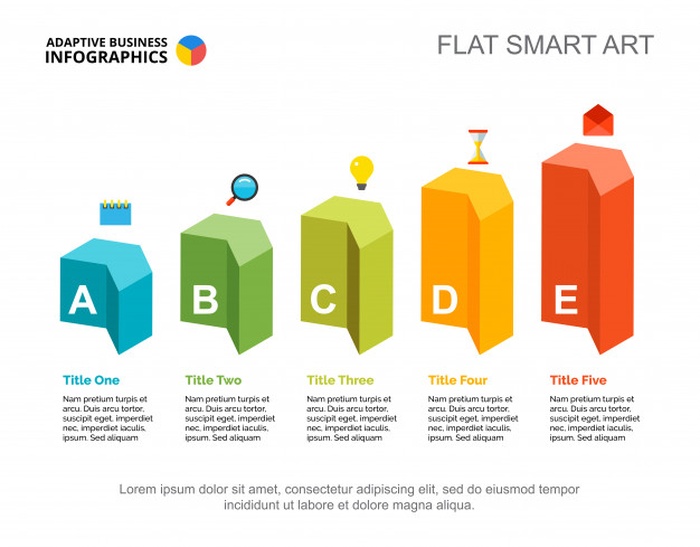 ADAPTIVE BUSINESS
INFOGRAPHICS
FLAT SMART ART
A
B
C
D
E
Title One
Nam pretium turpis et
arcu. Duis arcu tortor,
suscipit eget, imperdiet
nec, imperdiet iaculis,
ipsum. Sed aliquam
Title Two
Nam pretium turpis et
arcu. Duis arcu tortor,
suscipit eget, imperdiet
nec, imperdiet iaculis,
ipsum. Sed aliquam
Title Three
Nam pretium turpis et
arcu. Duis arcu tortor,
suscipit eget, imperdiet
nec, imperdiet iaculis,
ipsum. Sed aliquam
Title Four
Nam pretium turpis et
arcu. Duis arcu tortor,
suscipit eget, imperdiet
nec, imperdiet iaculis,
ipsum. Sed aliquam
Title Five
Nam pretium turpis et
arcu. Duis arcu tortor,
suscipit eget, imperdiet
nec, imperdiet iaculis,
ipsum. Sed aliquam
Lorem ipsum dolor sit amet, consectetur adipiscing elit, sed do eiusmod tempor
incididunt ut labore et dolore magna aliqua.